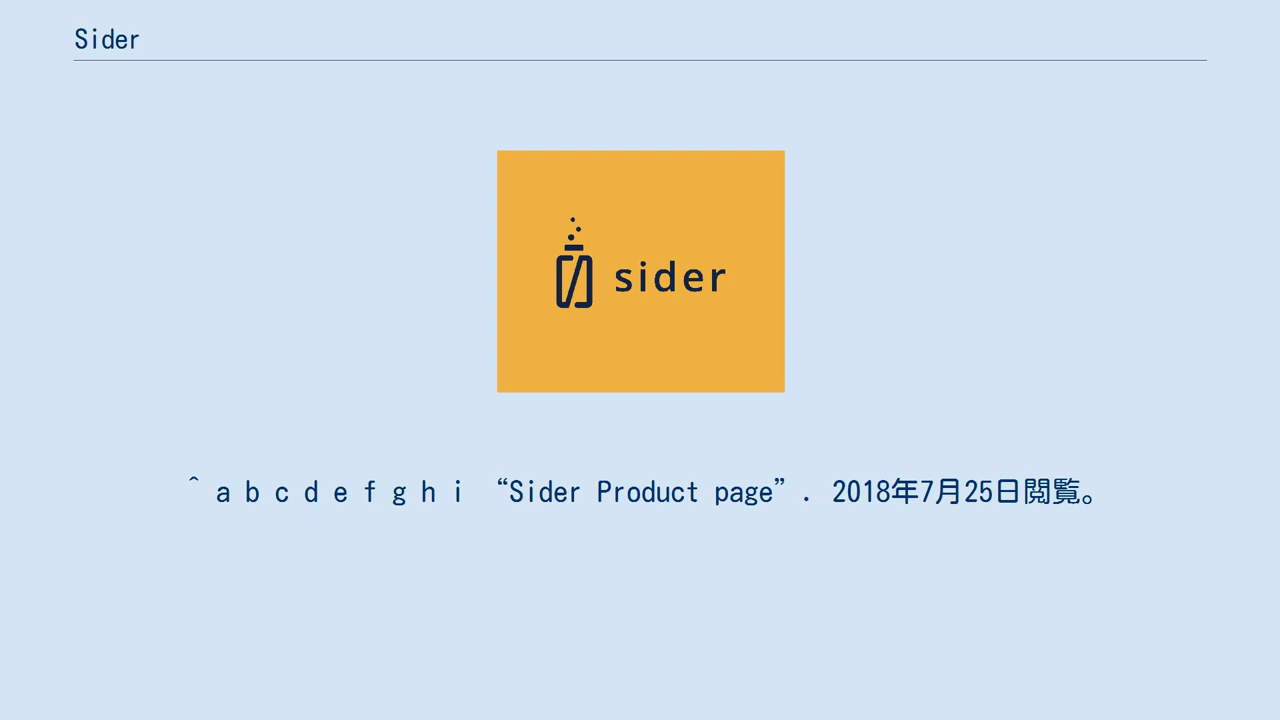 Sider
sider
^ a b c d e f g h i “Sider Product page”. 2018年7月25日閲覧。